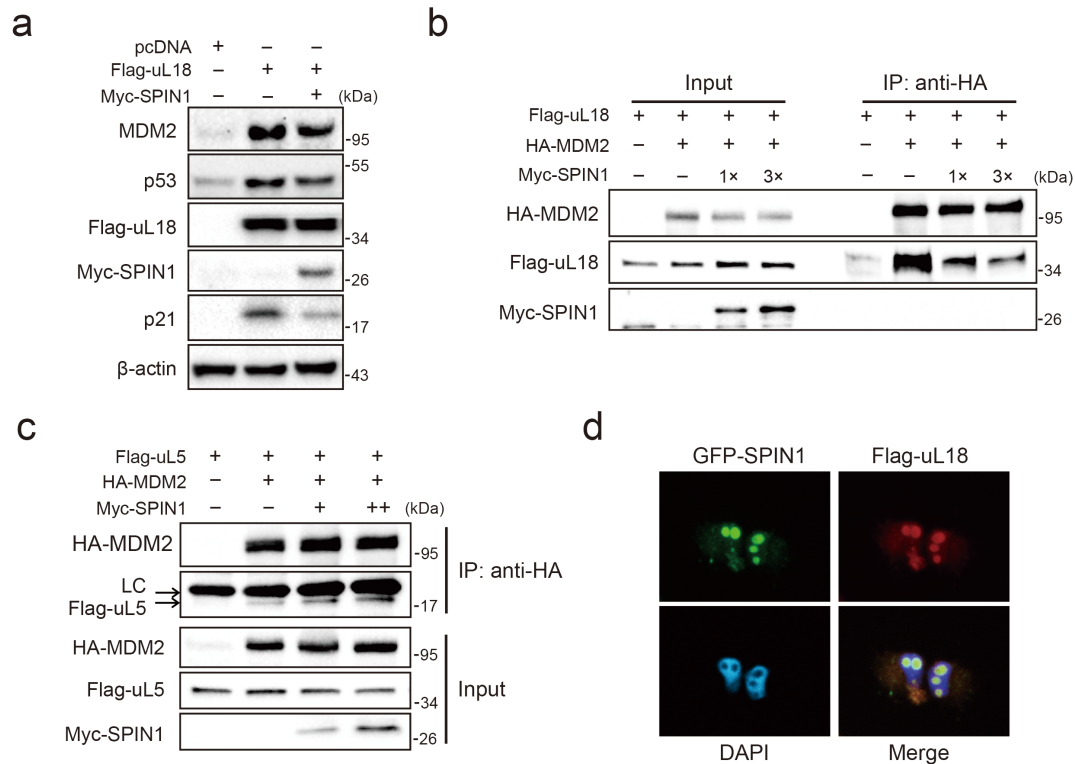 a
pcDNA + – –
Flag-uL18 – + +
Myc-SPIN1 – – + (kDa)
MDM2 -95
-55
p53
Flag-uL18 -34
Myc-SPIN1 -26
p21 -17
β-actin -43
b
Input IP: anti-HA
Flag-uL18 + + + + + + + +
HA-MDM2 – + + + – + + +
Myc-SPIN1 – – 1× 3× – – 1× 3× (kDa)
HA-MDM2 -95
Flag-uL18 -34
Myc-SPIN1 -26
c
Flag-uL5 + + + +
HA-MDM2 – + + +
Myc-SPIN1 – – + ++ (kDa)
HA-MDM2 -95
IP: anti-HA
LC
Flag-uL5 -17
HA-MDM2 -95
Flag-uL5 -34
Input
Myc-SPIN1 -26
d
GFP-SPIN1 Flag-uL18
DAPI Merge